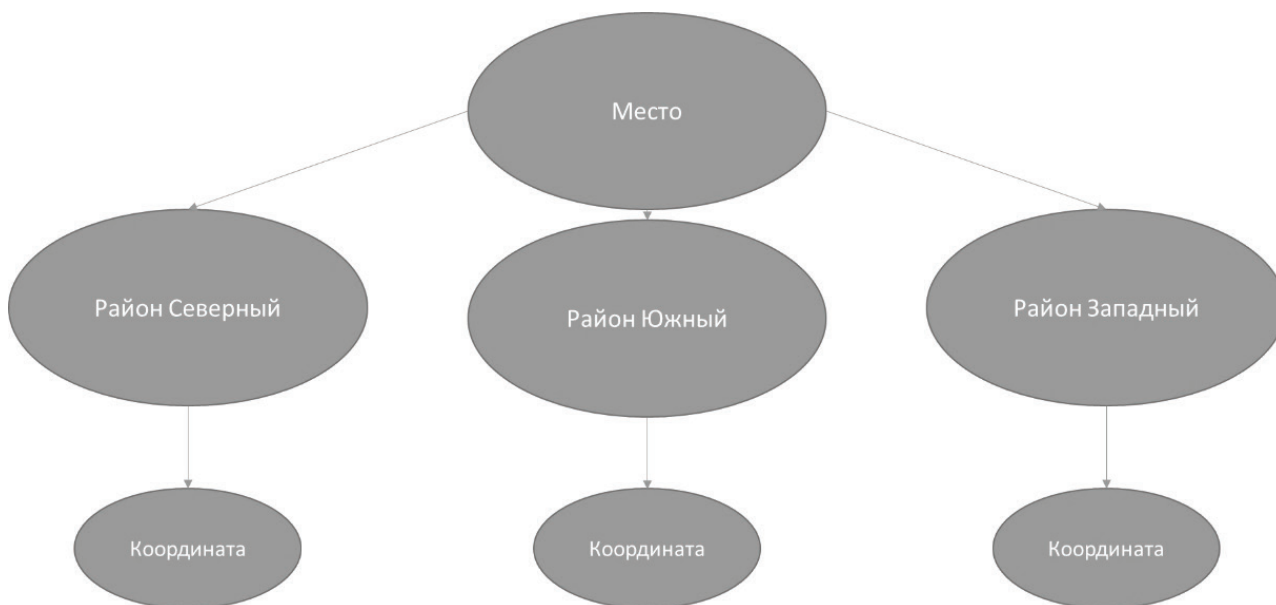 Место
Район Северный
Район Южный
Район Западный
Координата
Координата
Координата